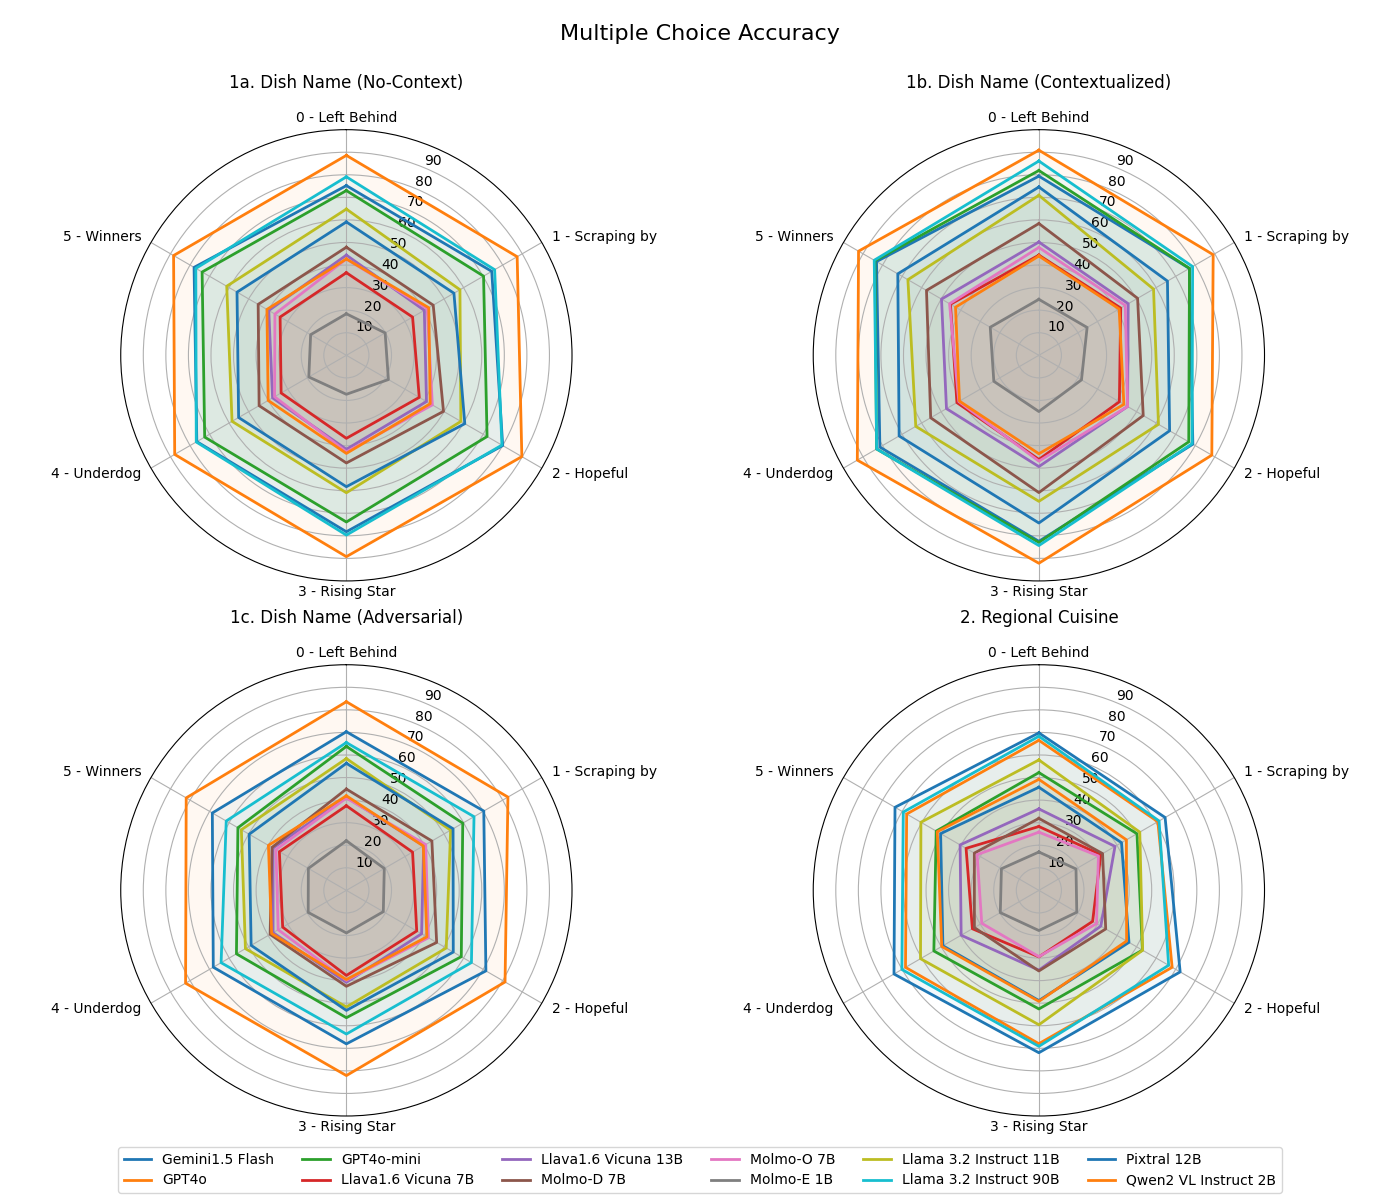 Multiple Choice Accuracy
1a. Dish Name (No-Context)
0 - Left Behind
1 - Scraping by
2 - Hopeful
3 - Rising Star
4 - Underdog
5 - Winners
10
20
30
40
50
60
70
80
90
1b. Dish Name (Contextualized)
0 - Left Behind
1 - Scraping by
2 - Hopeful
3 - Rising Star
4 - Underdog
5 - Winners
10
20
30
40
50
60
70
80
90
1c. Dish Name (Adversarial)
0 - Left Behind
1 - Scraping by
2 - Hopeful
3 - Rising Star
4 - Underdog
5 - Winners
10
20
30
40
50
60
70
80
90
2. Regional Cuisine
0 - Left Behind
1 - Scraping by
2 - Hopeful
3 - Rising Star
4 - Underdog
5 - Winners
10
20
30
40
50
60
70
80
90
Gemini1.5 Flash
GPT4o
GPT4o-mini
Llava1.6 Vicuna 7B
Llava1.6 Vicuna 13B
Molmo-D 7B
Molmo-O 7B
Molmo-E 1B
Llama 3.2 Instruct 11B
Llama 3.2 Instruct 90B
Pixtral 12B
Qwen2 VL Instruct 2B